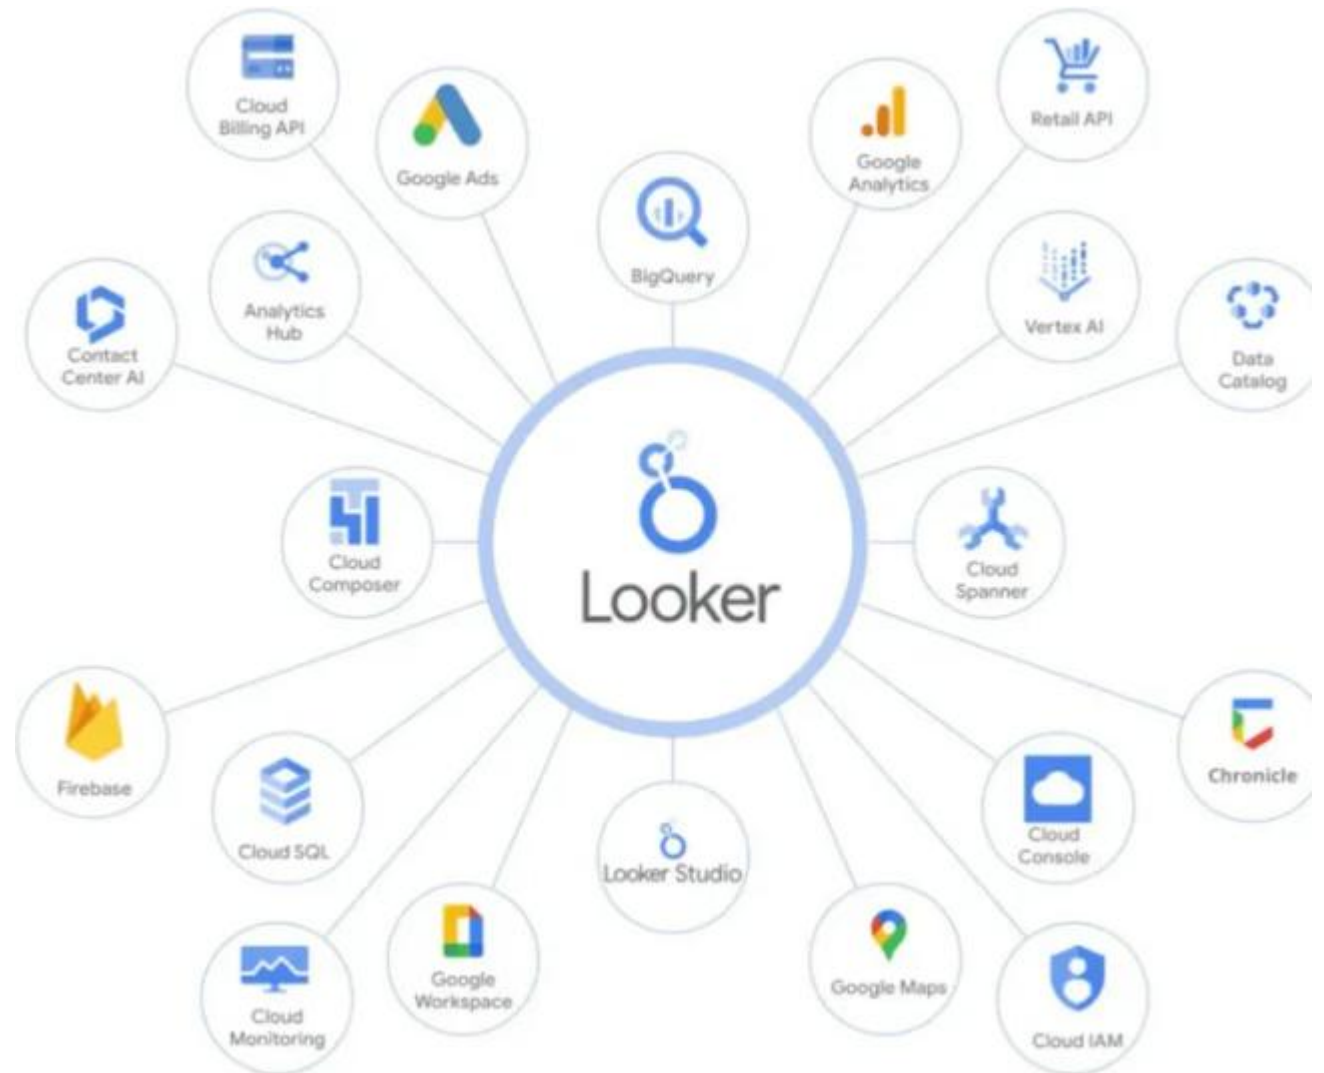 Cloud
Billing API
Google Ads
Google
Analytics
Retail API
BigQuery
Analytics
Hub
Vertex AI
Contact
Center AI
Data
Catalog
Cloud
Composer
Looker
Cloud
Spanner
Firebase
Chronicle
Cloud SQL
Looker Studio
Cloud
Console
Google
Workspace
Google Maps
Cloud
Monitoring
Cloud IAM